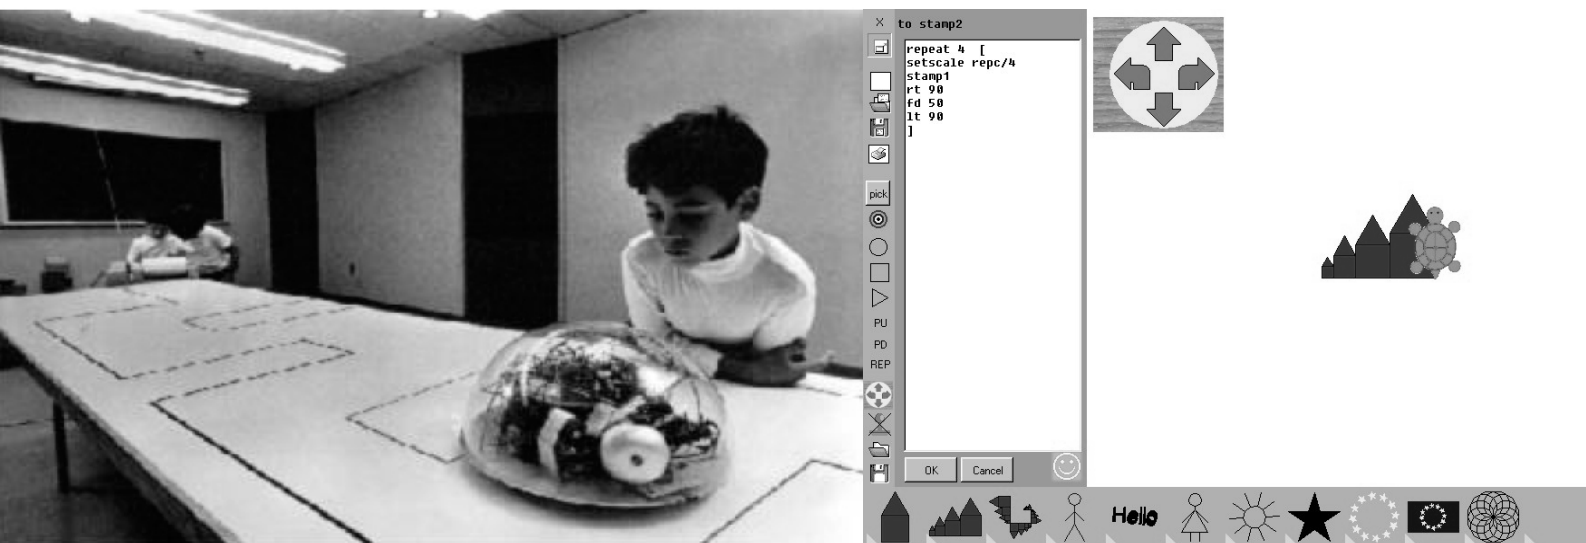 X
to stamp2
repeat 4 [
setscale repc/4
stamp1
rt 90
fd 50
lt 90
]
pick
PU
PD
REP
OK
Cancel
Hello